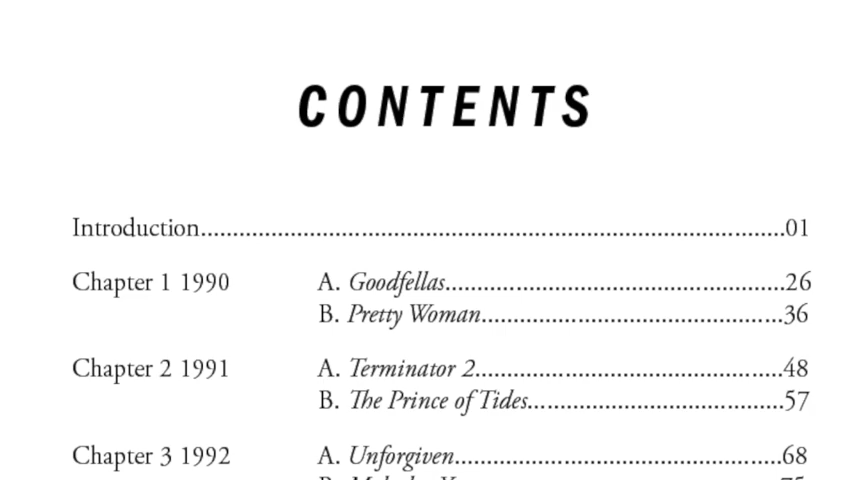 CONTENTS
Introduction....................................................................................................01
Chapter 1 1990 A. Goodfellas..........................................................26
B. Pretty Woman....................................................36
Chapter 2 1991 A. Terminator 2.....................................................48
B. The Prince of Tides............................................57
Chapter 3 1992 A. Unforgiven........................................................68